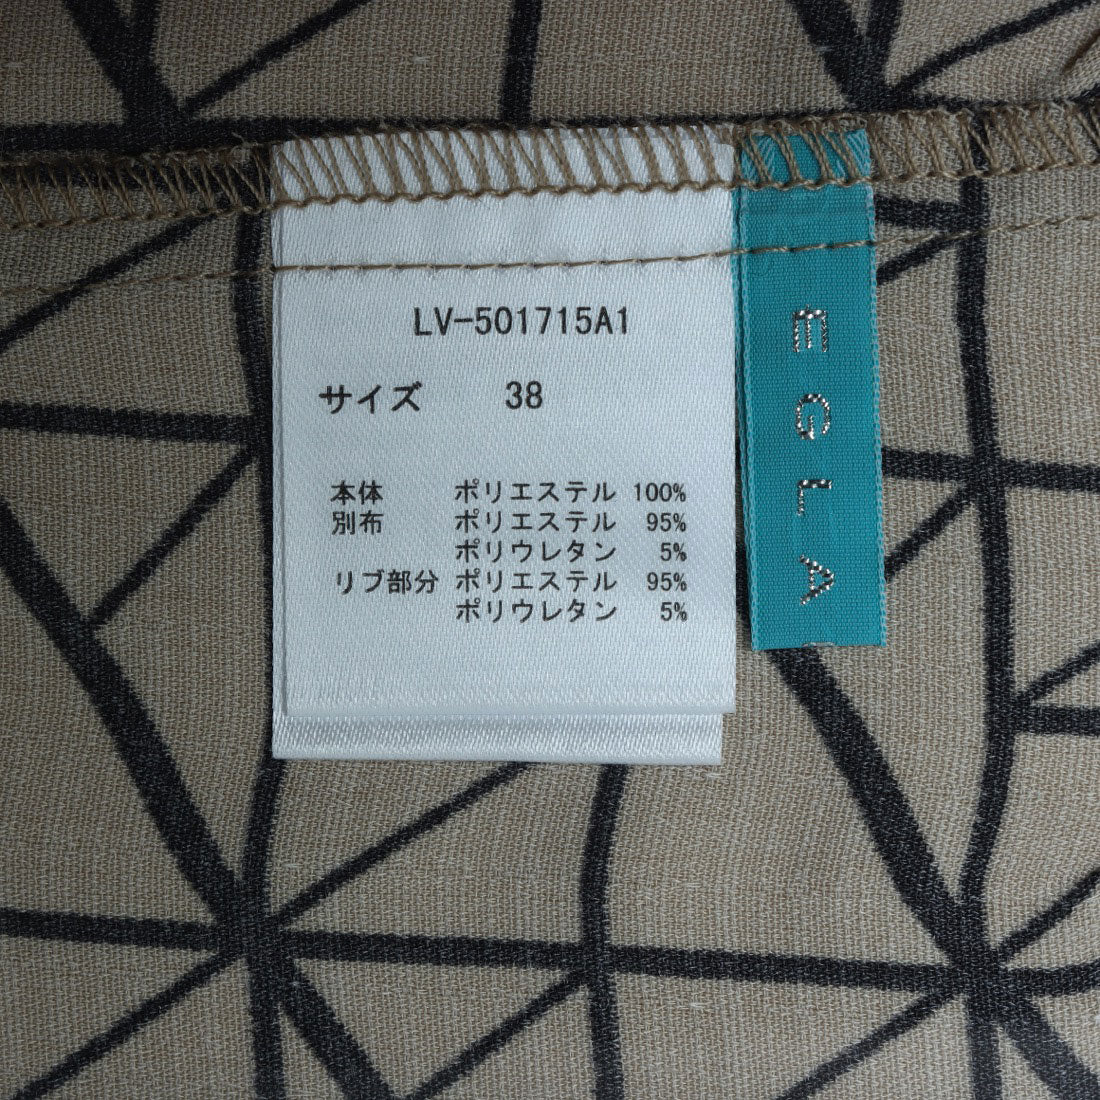 LV-501715A1
サイズ 38
本体 ポリエステル 100%
別布 ポリエステル 95%
ポリウレタン 5%
リブ部分 ポリエステル 95%
ポリウレタン 5%
EGLA